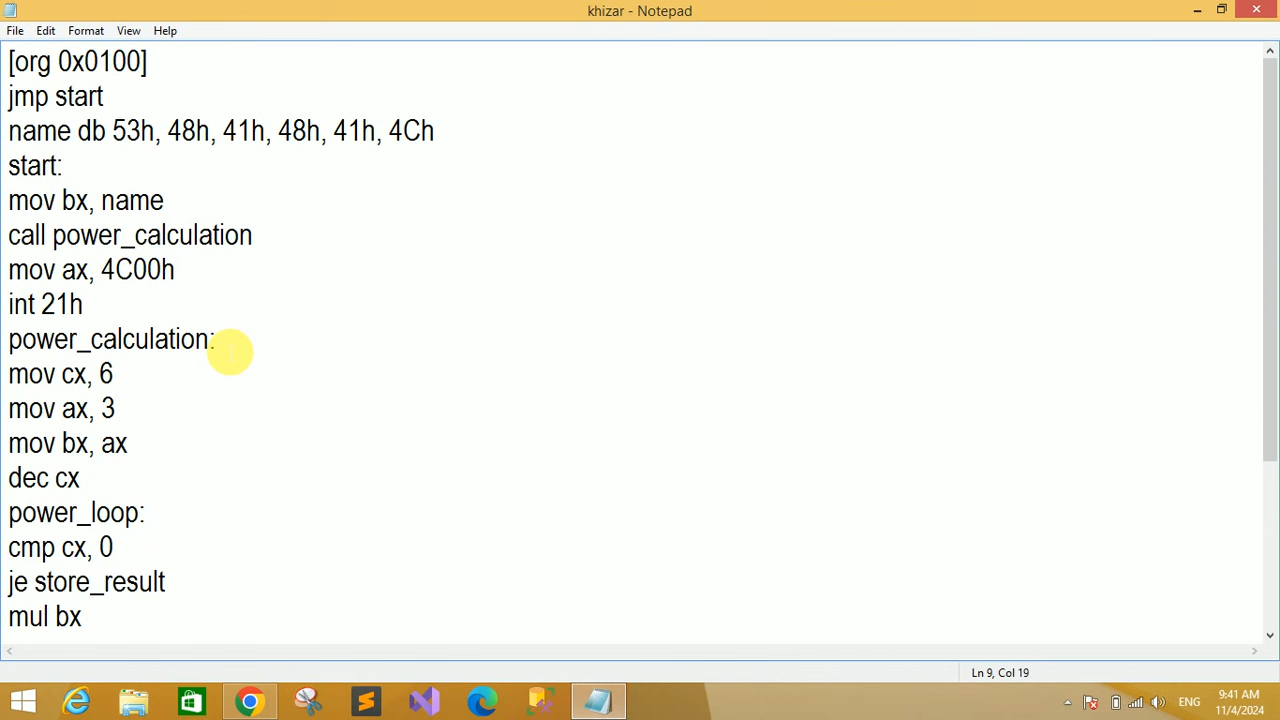 khizar - Notepad
File Edit Format View Help
[org 0x0100]
jmp start
name db 53h, 48h, 41h, 48h, 41h, 4Ch
start:
mov bx, name
call power_calculation
mov ax, 4C00h
int 21h
power_calculation:
mov cx, 6
mov ax, 3
mov bx, ax
dec cx
power_loop:
cmp cx, 0
je store_result
mul bx
Ln 9, Col 19
ENG
9:41 AM
11/4/2024